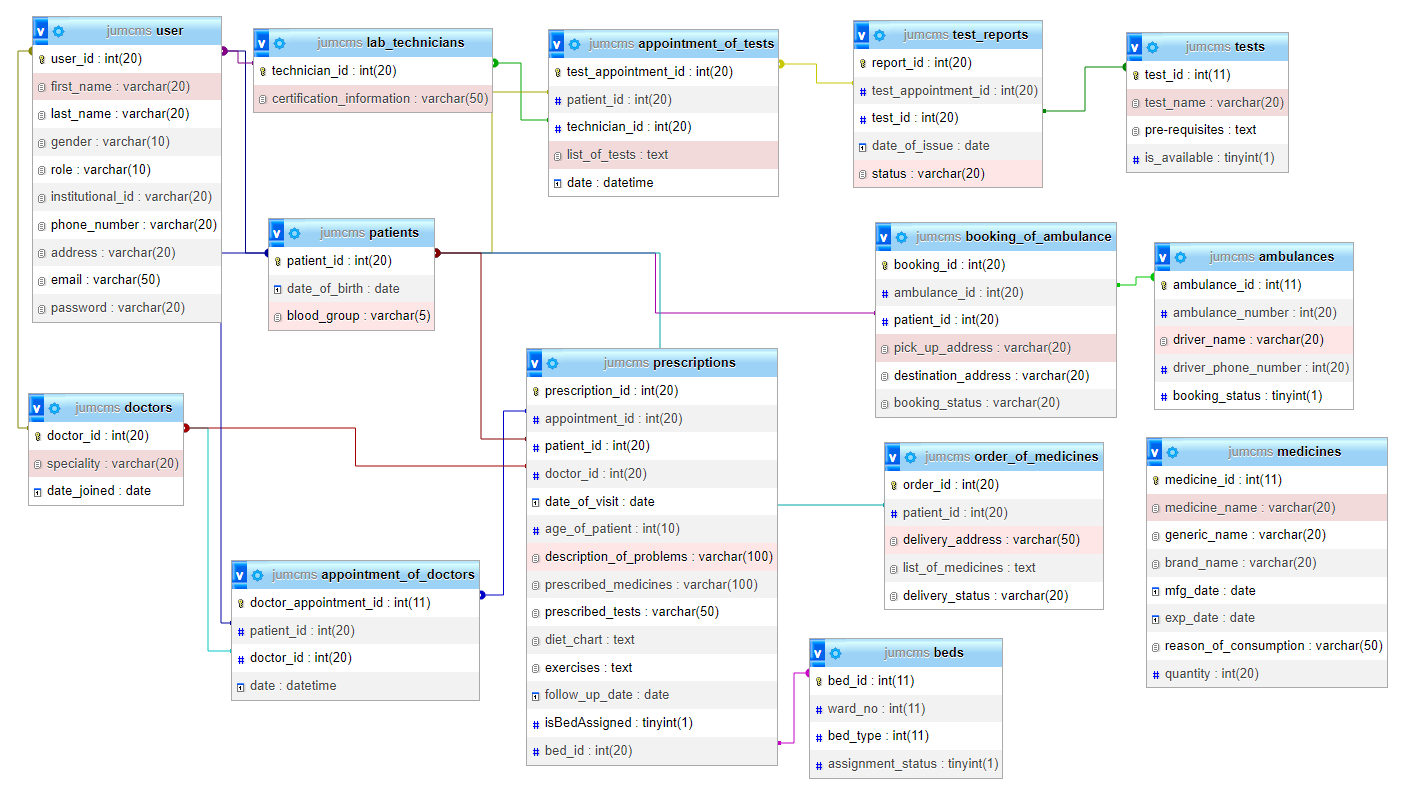 jumcms user
user_id : int(20)
first_name : varchar(20)
last_name : varchar(20)
gender : varchar(10)
role : varchar(10)
institutional_id : varchar(20)
phone_number : varchar(20)
address : varchar(20)
email : varchar(50)
password : varchar(20)
jumcms lab_technicians
technician_id : int(20)
certification_information : varchar(50)
jumcms appointment_of_tests
test_appointment_id : int(20)
patient_id : int(20)
technician_id : int(20)
list_of_tests : text
date : datetime
jumcms test_reports
report_id : int(20)
test_appointment_id : int(20)
test_id : int(20)
date_of_issue : date
status : varchar(20)
jumcms tests
test_id : int(11)
test_name : varchar(20)
pre-requisites : text
is_available : tinyint(1)
jumcms patients
patient_id : int(20)
date_of_birth : date
blood_group : varchar(5)
jumcms booking_of_ambulance
booking_id : int(20)
ambulance_id : int(20)
patient_id : int(20)
pick_up_address : varchar(20)
destination_address : varchar(20)
booking_status : varchar(20)
jumcms ambulances
ambulance_id : int(11)
ambulance_number : int(20)
driver_name : varchar(20)
driver_phone_number : int(20)
booking_status : tinyint(1)
jumcms doctors
doctor_id : int(20)
speciality : varchar(20)
date_joined : date
jumcms prescriptions
prescription_id : int(20)
appointment_id : int(20)
patient_id : int(20)
doctor_id : int(20)
date_of_visit : date
age_of_patient : int(10)
description_of_problems : varchar(100)
prescribed_medicines : varchar(100)
prescribed_tests : varchar(50)
diet_chart : text
exercises : text
follow_up_date : date
isBedAssigned : tinyint(1)
bed_id : int(20)
jumcms order_of_medicines
order_id : int(20)
patient_id : int(20)
delivery_address : varchar(50)
list_of_medicines : text
delivery_status : varchar(20)
jumcms medicines
medicine_id : int(11)
medicine_name : varchar(20)
generic_name : varchar(20)
brand_name : varchar(20)
mfg_date : date
exp_date : date
reason_of_consumption : varchar(50)
quantity : int(20)
jumcms appointment_of_doctors
doctor_appointment_id : int(11)
patient_id : int(20)
doctor_id : int(20)
date : datetime
jumcms beds
bed_id : int(11)
ward_no : int(11)
bed_type : int(11)
assignment_status : tinyint(1)